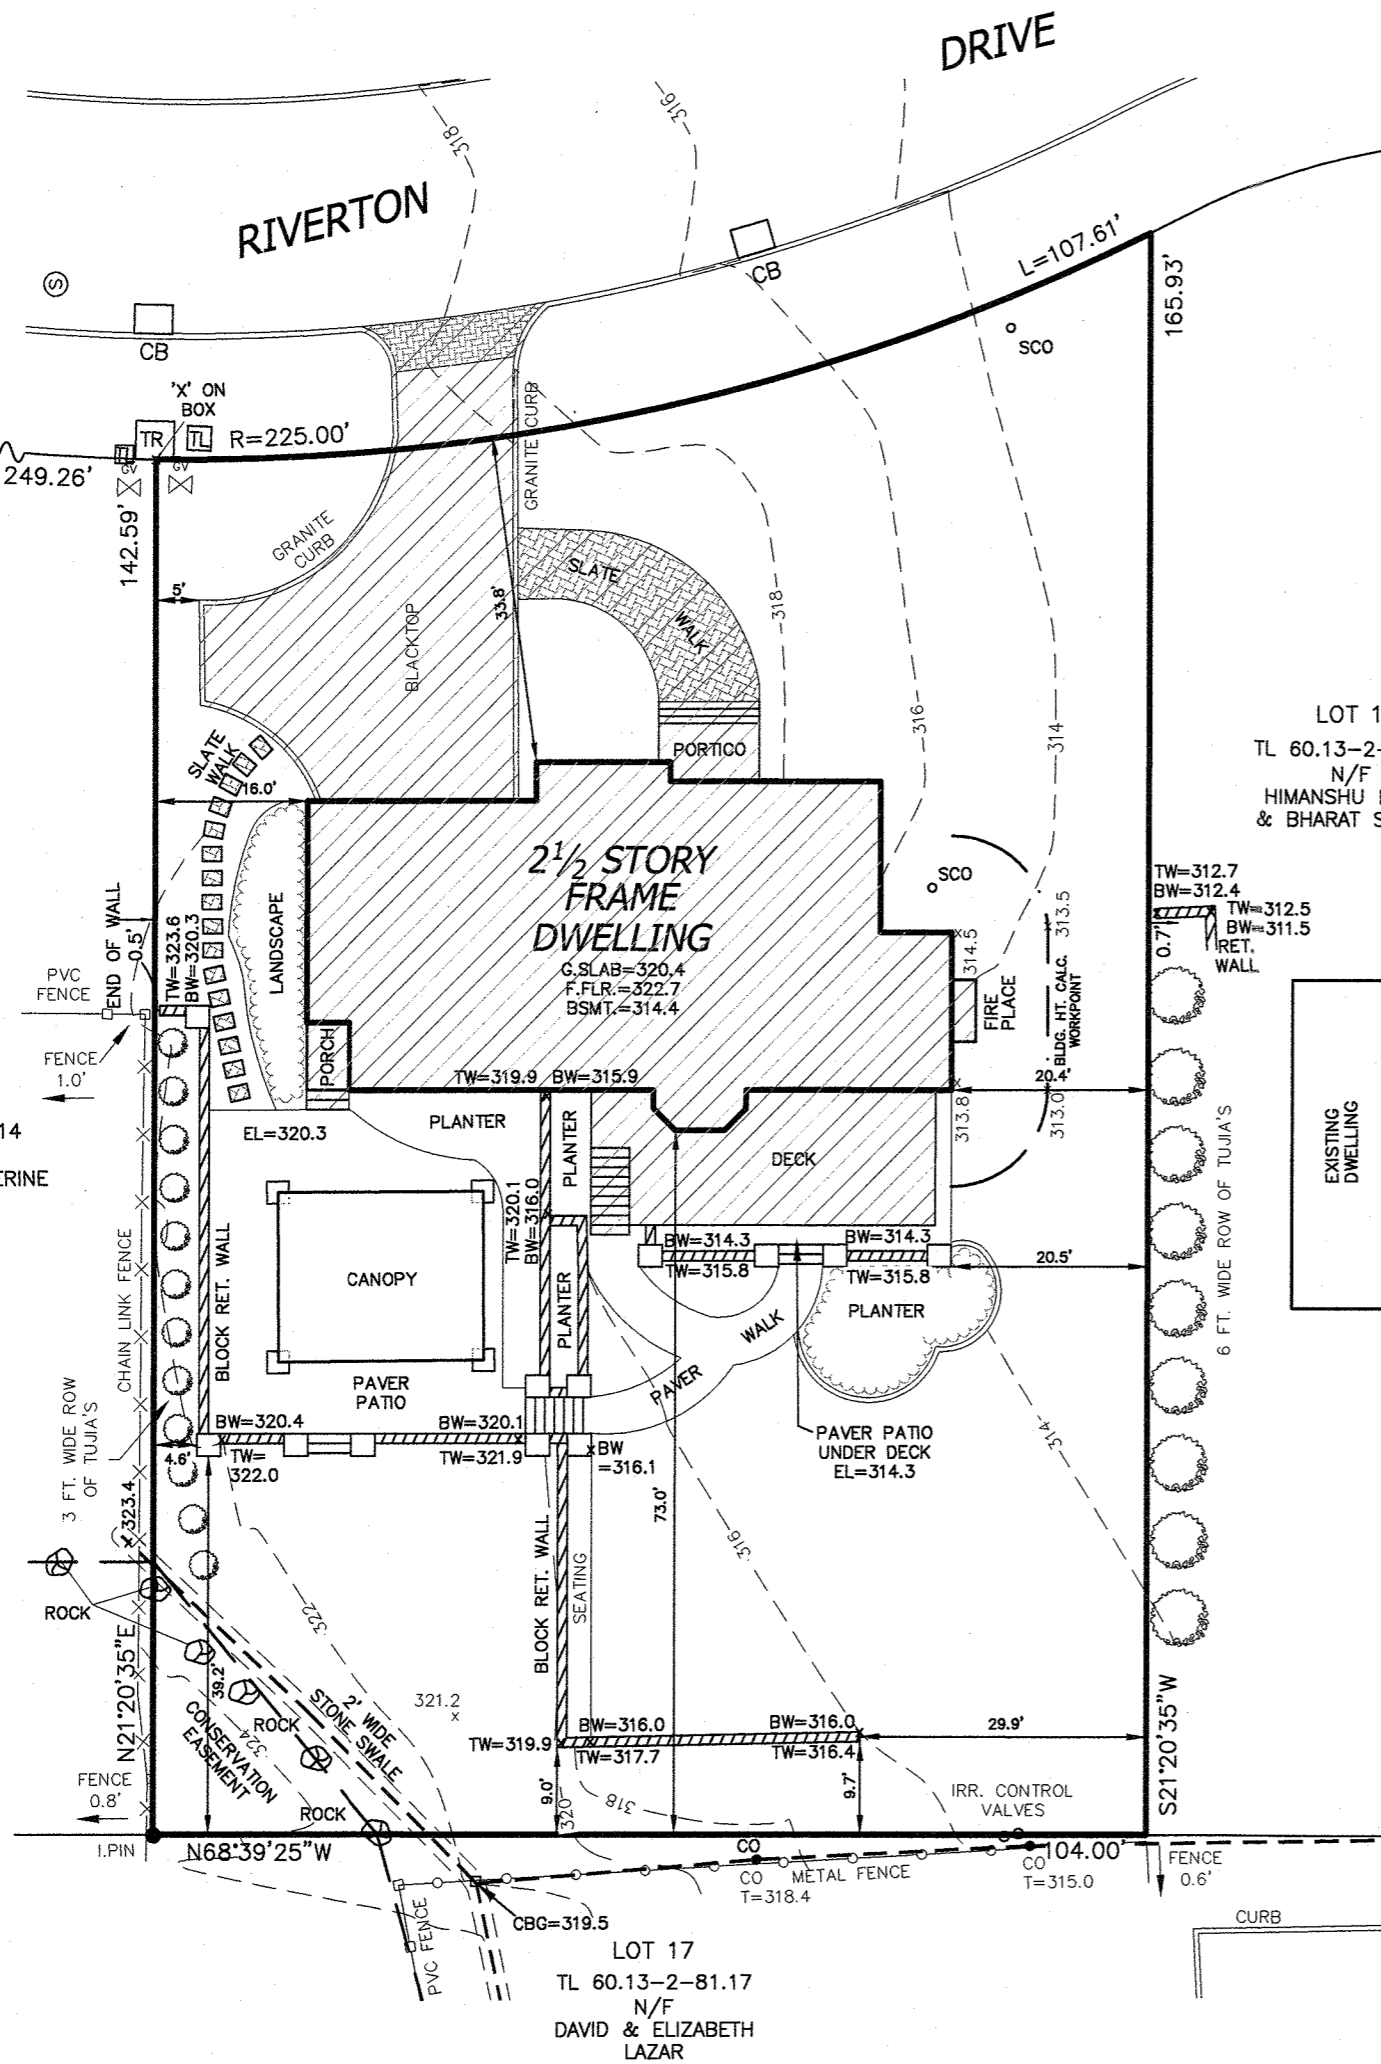 DRIVE
RIVERTON
318
316
CB
CB
S
L=107.61'
165.93'
SCO
'X' ON
BOX
TR
TL
R=225.00'
249.26'
GV
GV
142.59'
GRANITE CURB
GRANITE
CURB
5'
SLATE
WALK
33.8'
BLACKTOP
318
316
314
PORTICO
SLATE
WALK
16.0'
LOT 1
TL 60.13-2-
N/F
HIMANSHU
& BHARAT S
2 1/2 STORY
FRAME
DWELLING
G.SLAB=320.4
F.FLR.=322.7
BSMT.=314.4
SCO
TW=312.7
BW=312.4
TW=312.5
BW=311.5
RET.
WALL
0.7'
END OF WALL
0.5'
TW=323.6
BW=320.3
LANDSCAPE
PVC
FENCE
314.5
313.5
FIRE
PLACE
BLDG. HT. CALC.
WORKPOINT
FENCE
1.0'
PORCH
TW=319.9
BW=315.9
20.4'
313.8
313.0
14
ERINE
EL=320.3
PLANTER
PLANTER
DECK
6 FT. WIDE ROW OF TUJIA'S
EXISTING
DWELLING
TW=320.1
BW=316.0
BW=314.3
TW=315.8
BW=314.3
TW=315.8
20.5'
CHAIN LINK FENCE
BLOCK RET. WALL
CANOPY
PLANTER
PLANTER
WALK
PAVER
PAVER
PATIO
3 FT. WIDE ROW
OF TUJIA'S
BW=320.4
BW=320.1
TW=
322.0
TW=321.9
BW
=316.1
4.6'
PAVER PATIO
UNDER DECK
EL=314.3
314
323.4
73.0'
316
ROCK
322
BLOCK RET. WALL
SEATING
N21°20'35"E
39.2'
2' WIDE
STONE SWALE
321.2
ROCK
CONSERVATION
EASEMENT
324
BW=316.0
BW=316.0
TW=319.9
TW=317.7
TW=316.4
29.9'
S21°20'35"W
FENCE
0.8'
ROCK
9.0'
320
318
9.7'
IRR. CONTROL
VALVES
I.PIN
N68°39'25"W
CO
CO
T=318.4
METAL FENCE
CO
T=315.0
104.00'
FENCE
0.6'
PVC FENCE
CBG=319.5
CURB
LOT 17
TL 60.13-2-81.17
N/F
DAVID & ELIZABETH
LAZAR